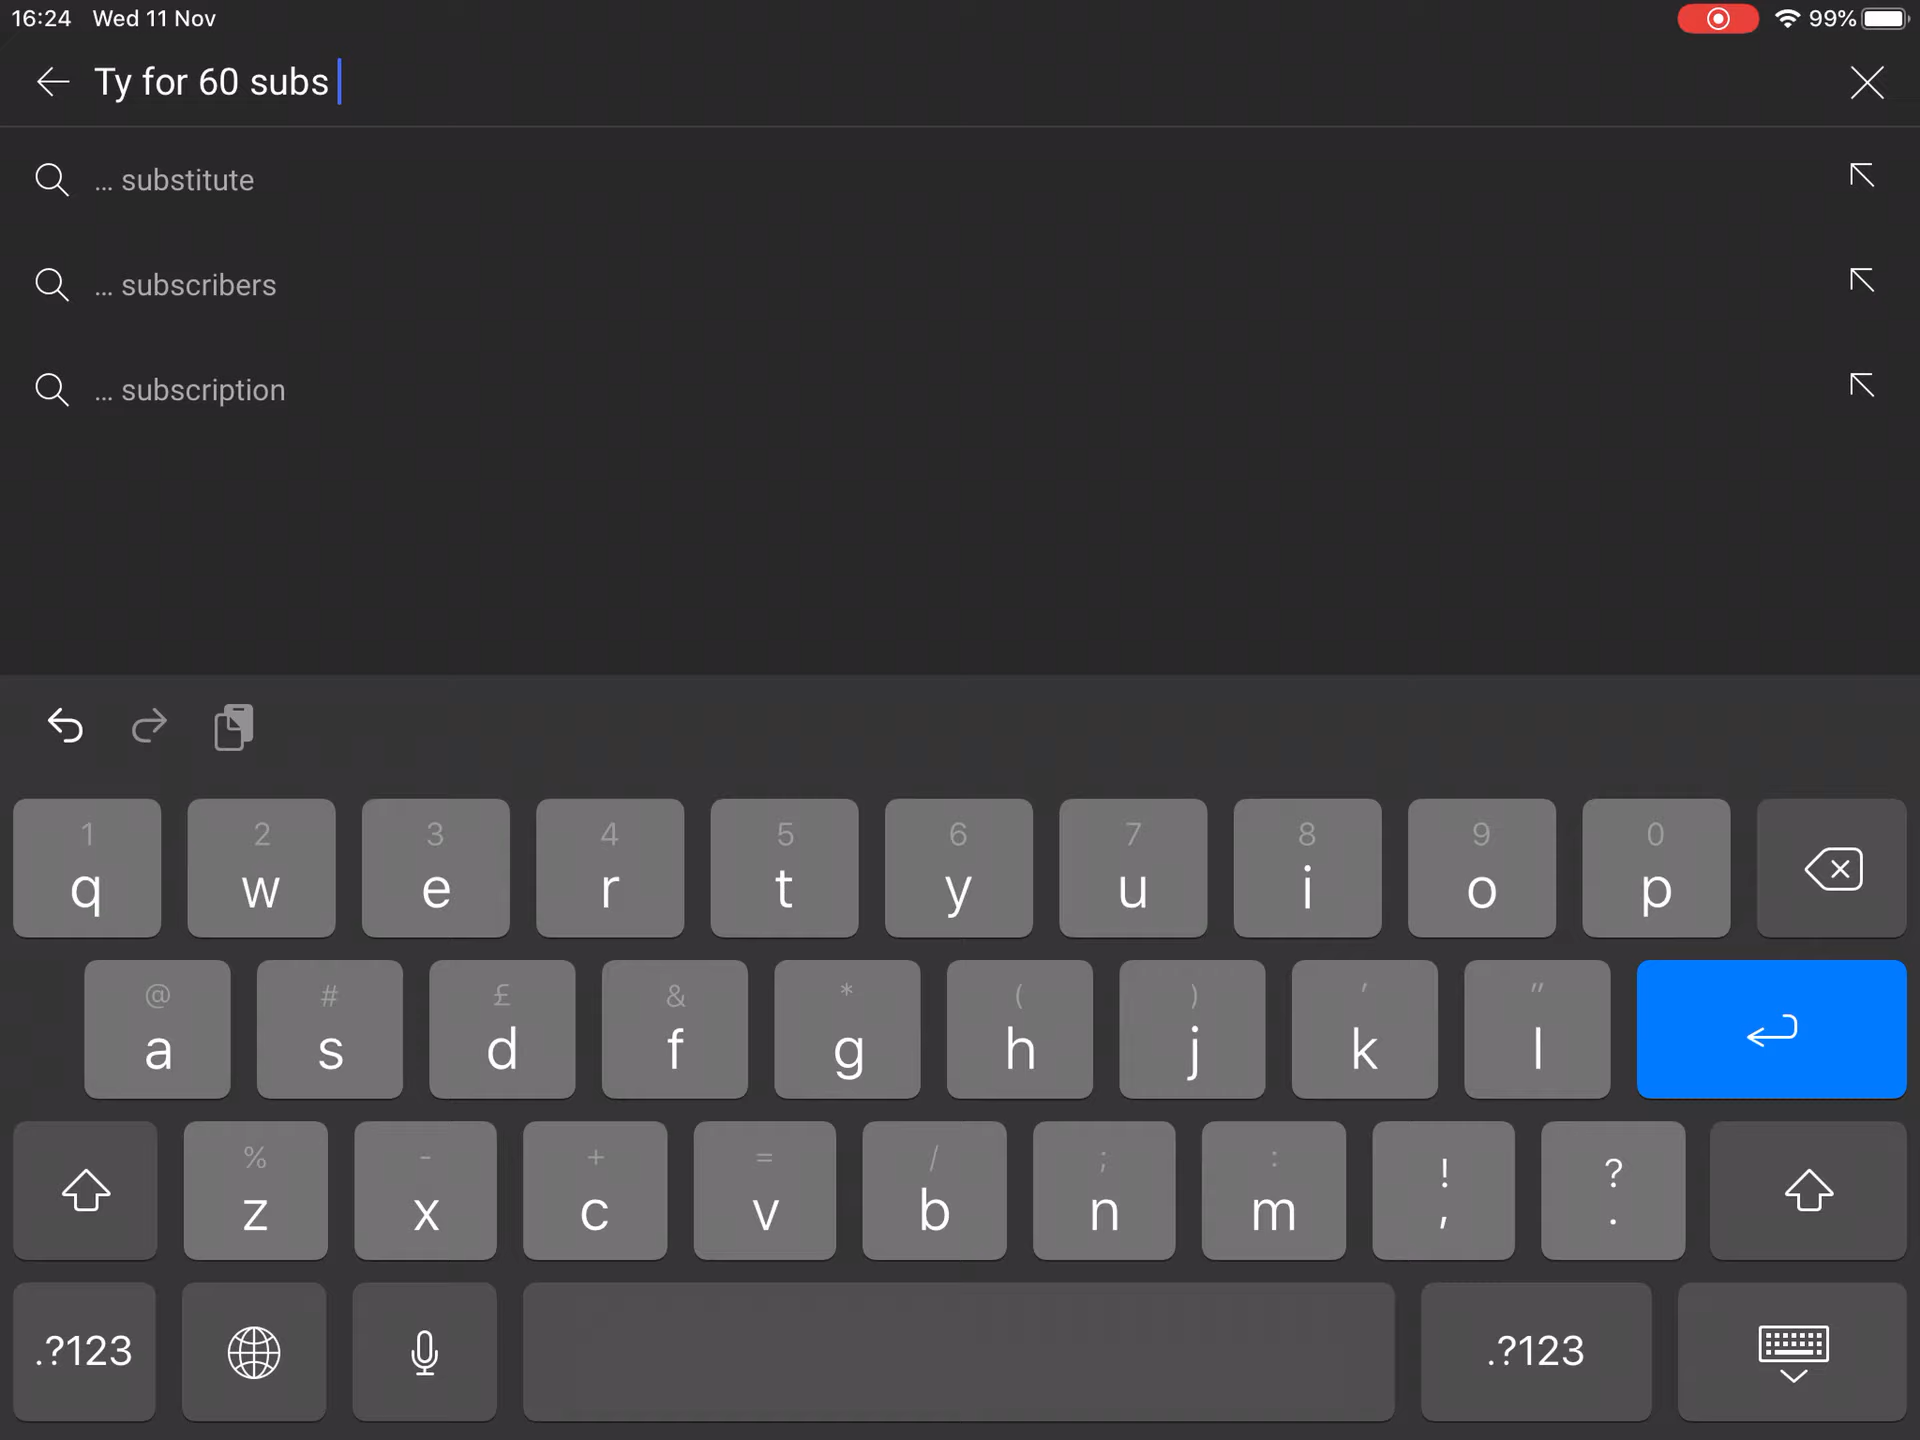 16:24 Wed 11 Nov 99%
Ty for 60 subs
... substitute
... subscribers
... subscription
1 2 3 4 5 6 7 8 9 0
q w e r t y u i o p
@ # £ & * ( ) ' "
a s d f g h j k l
% - + = / ; : ! ?
z x c v b n m , .
.?123 .?123